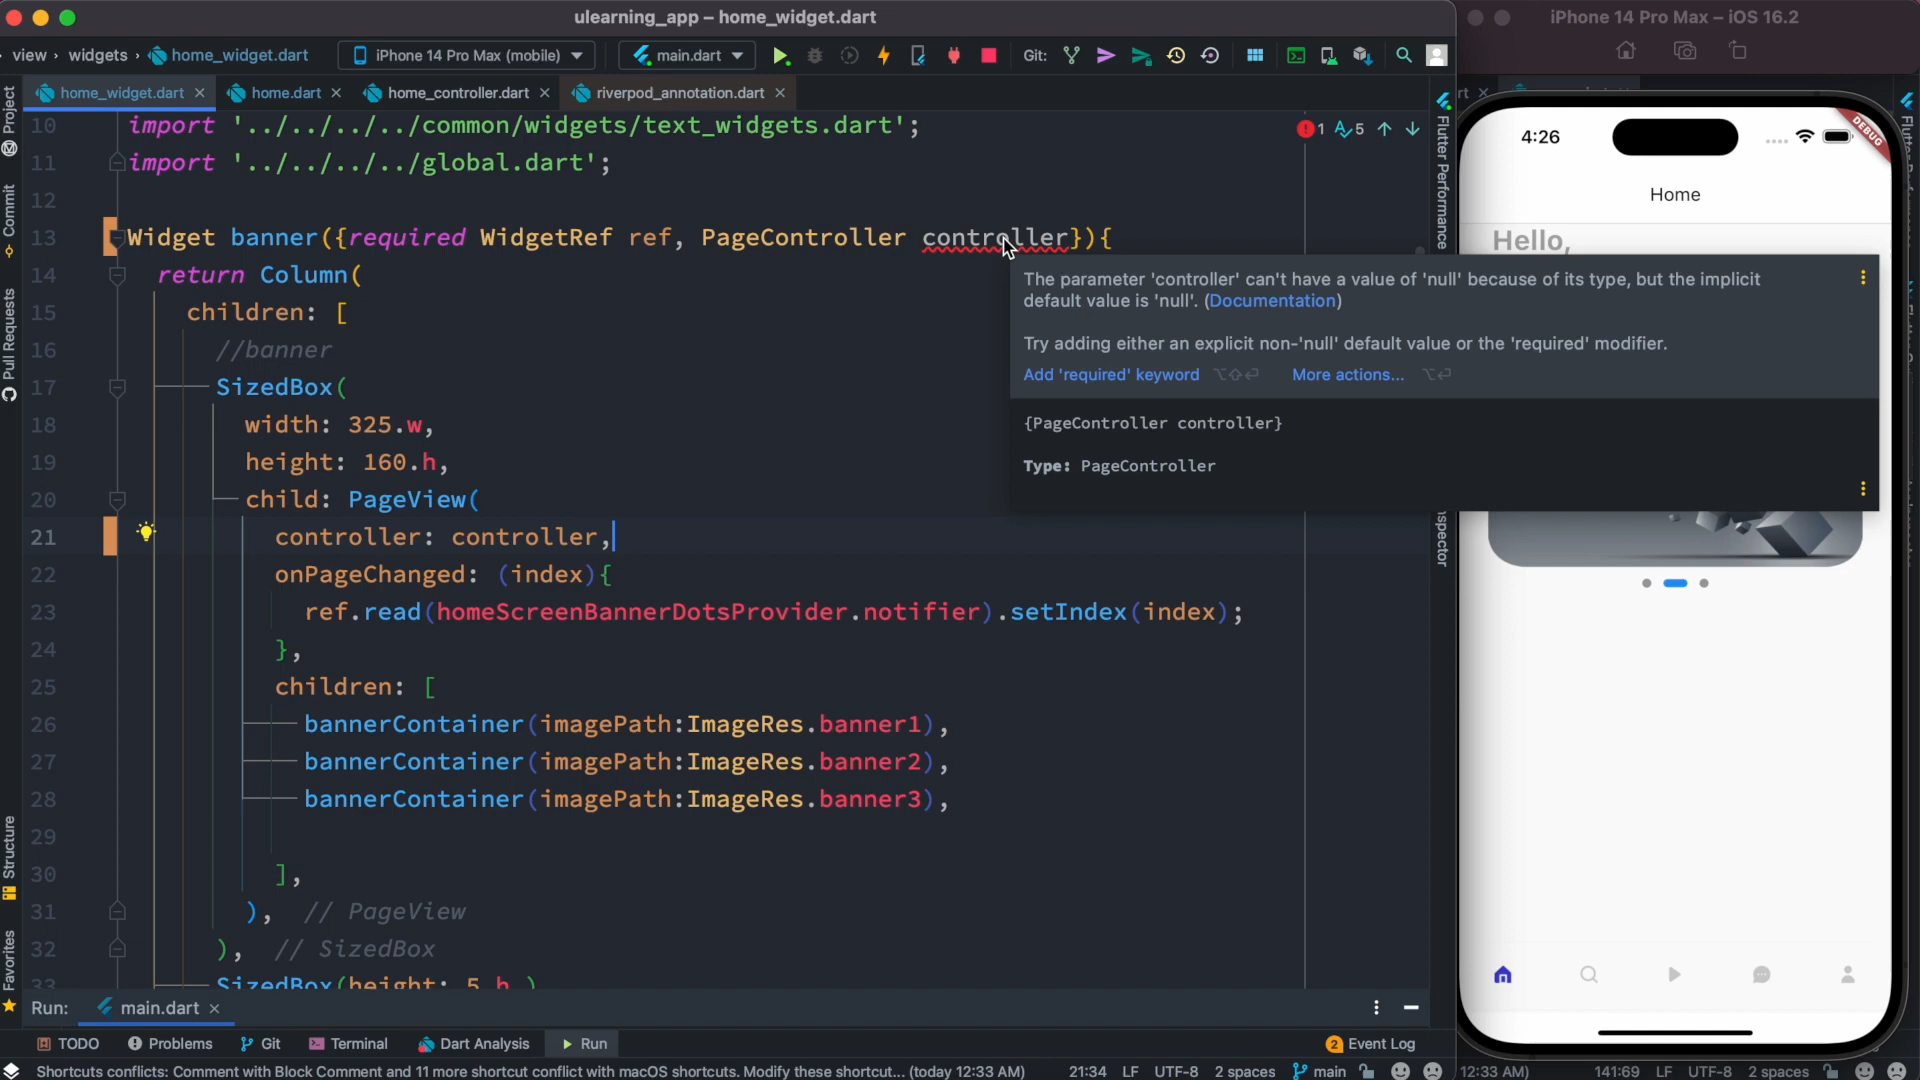 ulearning_app – home_widget.dart
view › widgets › home_widget.dart
iPhone 14 Pro Max (mobile)
main.dart
Git:
home_widget.dart
home.dart
home_controller.dart
riverpod_annotation.dart
10 import '../../../../common/widgets/text_widgets.dart';
11 import '../../../../global.dart';
12
13 Widget banner({required WidgetRef ref, PageController controller}){
14 return Column(
15 children: [
16 //banner
17 SizedBox(
18 width: 325.w,
19 height: 160.h,
20 child: PageView(
21 controller: controller,
22 onPageChanged: (index){
23 ref.read(homeScreenBannerDotsProvider.notifier).setIndex(index);
24 },
25 children: [
26 bannerContainer(imagePath:ImageRes.banner1),
27 bannerContainer(imagePath:ImageRes.banner2),
28 bannerContainer(imagePath:ImageRes.banner3),
29
30 ],
31 ), // PageView
32 ), // SizedBox
33 SizedBox(height: 5.h,)
1 5
The parameter 'controller' can't have a value of 'null' because of its type, but the implicit
default value is 'null'. (Documentation)
Try adding either an explicit non-'null' default value or the 'required' modifier.
Add 'required' keyword ⌥⇧⏎ More actions... ⌥⏎
{PageController controller}
Type: PageController
Project
Commit
Pull Requests
Structure
Favorites
Flutter Performance
Run: main.dart
TODO
Problems
Git
Terminal
Dart Analysis
Run
2 Event Log
Shortcuts conflicts: Comment with Block Comment and 11 more shortcut conflict with macOS shortcuts. Modify these shortcut... (today 12:33 AM)
21:34 LF UTF-8 2 spaces main
iPhone 14 Pro Max – iOS 16.2
4:26
DEBUG
Home
Hello,
12:33 AM) 141:69 LF UTF-8 2 spaces